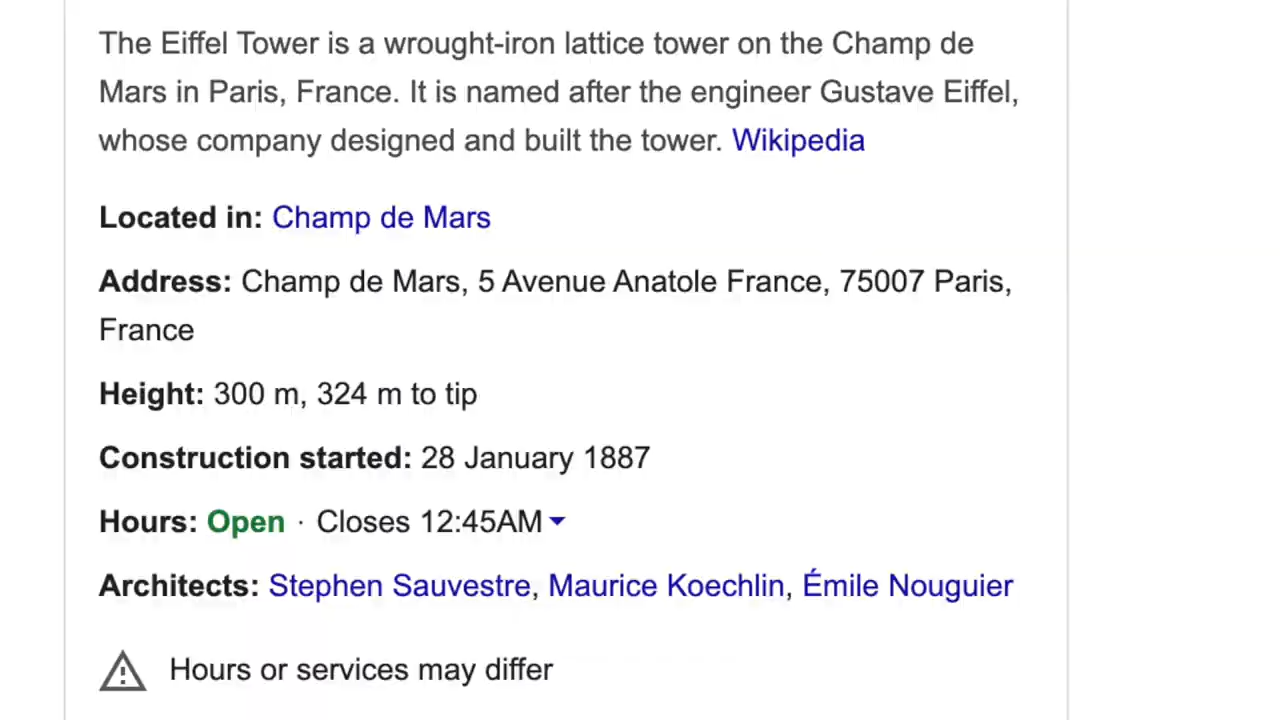 The Eiffel Tower is a wrought-iron lattice tower on the Champ de
Mars in Paris, France. It is named after the engineer Gustave Eiffel,
whose company designed and built the tower. Wikipedia
Located in: Champ de Mars
Address: Champ de Mars, 5 Avenue Anatole France, 75007 Paris,
France
Height: 300 m, 324 m to tip
Construction started: 28 January 1887
Hours: Open · Closes 12:45AM
Architects: Stephen Sauvestre, Maurice Koechlin, Émile Nouguier
Hours or services may differ